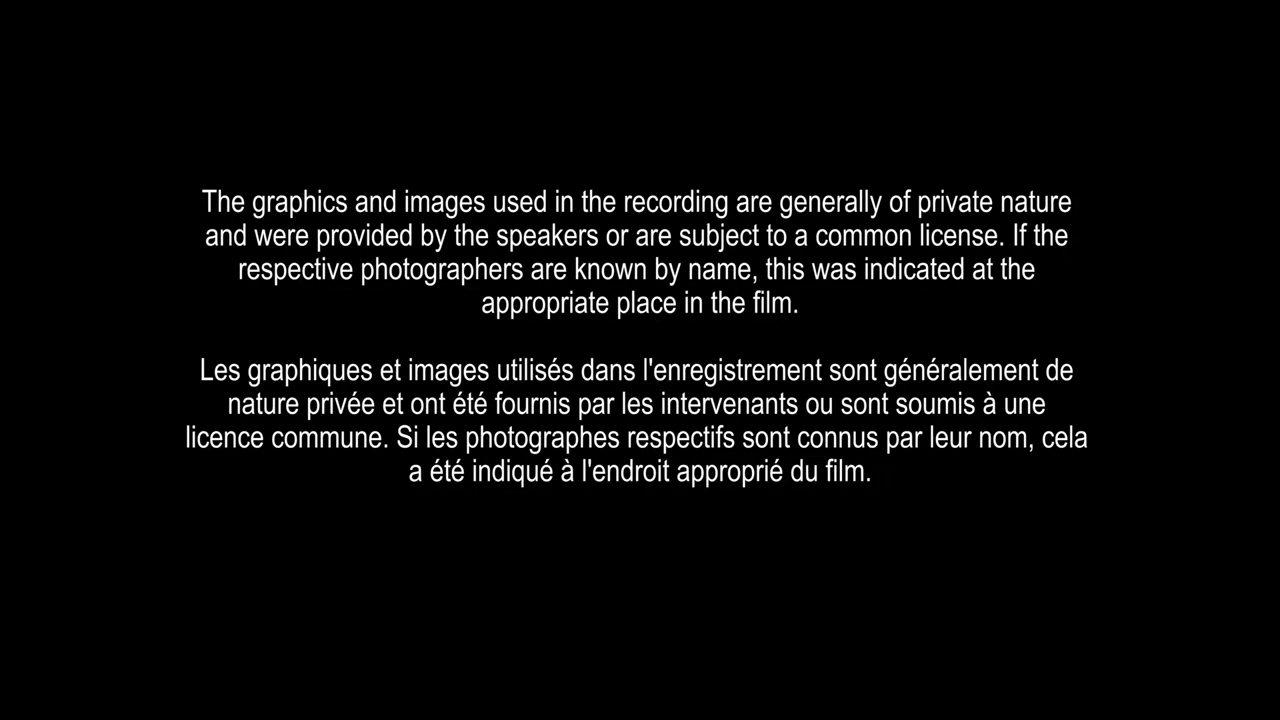 The graphics and images used in the recording are generally of private nature
and were provided by the speakers or are subject to a common license. If the
respective photographers are known by name, this was indicated at the
appropriate place in the film.
Les graphiques et images utilisés dans l'enregistrement sont généralement de
nature privée et ont été fournis par les intervenants ou sont soumis à une
licence commune. Si les photographes respectifs sont connus par leur nom, cela
a été indiqué à l'endroit approprié du film.